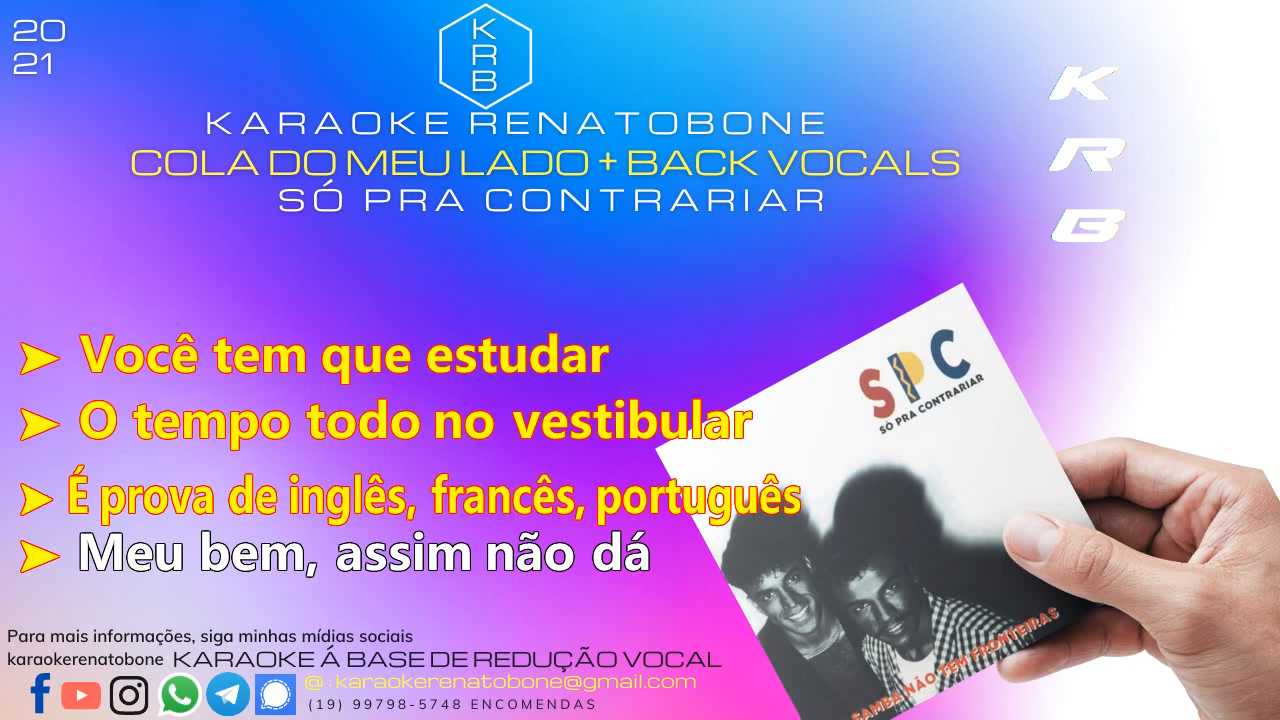 20
21
K
R
B
KARAOKE RENATOBONE
COLA DO MEU LADO + BACK VOCALS
SÓ PRA CONTRARIAR
K
R
B
SPC
SÓ PRA CONTRARIAR
➤ Você tem que estudar
➤ O tempo todo no vestibular
➤ É prova de inglês, francês, português
➤ Meu bem, assim não dá
SAMBA NÃO TEM FRONTEIRAS
Para mais informações, siga minhas mídias sociais
karaokerenatobone KARAOKE Á BASE DE REDUÇÃO VOCAL
@ : karaokerenatobone@gmail.com
(19) 99798-5748 ENCOMENDAS